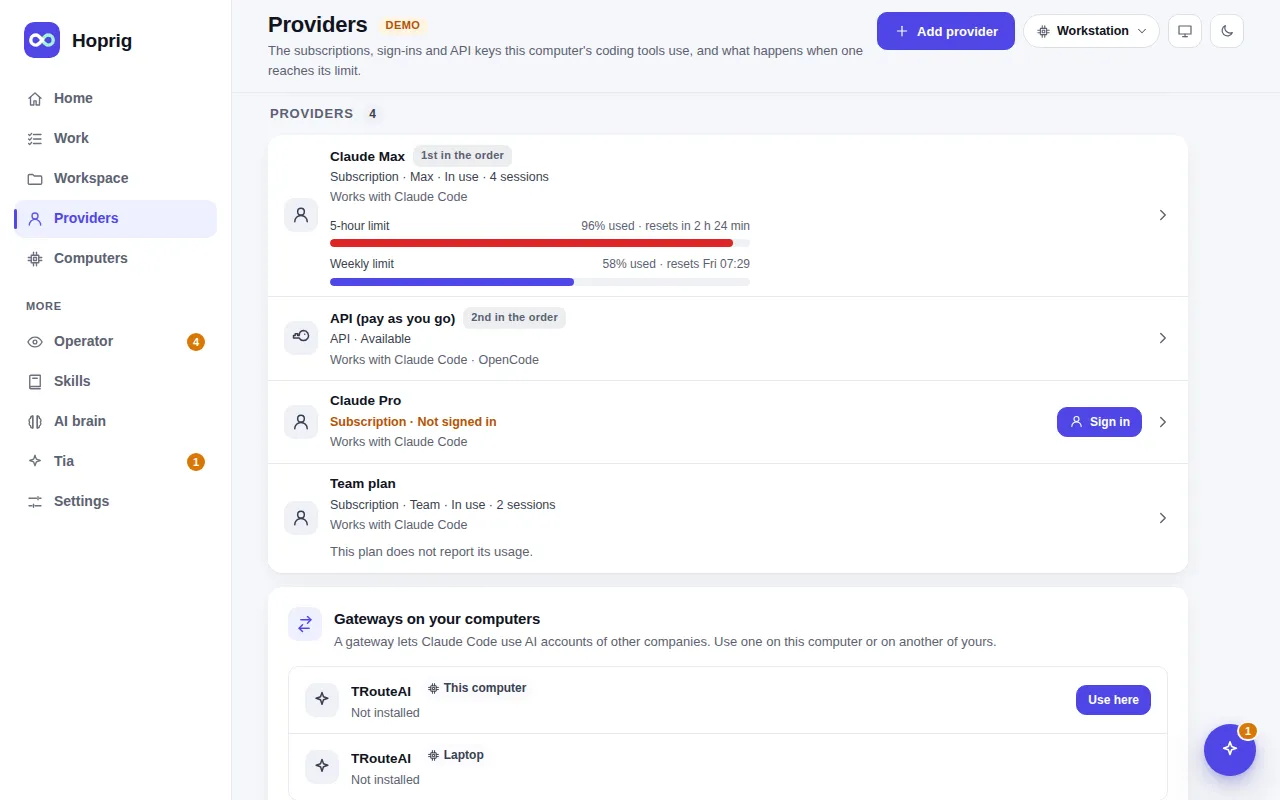 Hoprig
Home
Work
Workspace
Providers
Computers
MORE
Operator 4
Skills
AI brain
Tia 1
Settings
Providers DEMO
The subscriptions, sign-ins and API keys this computer's coding tools use, and what happens when one
reaches its limit.
Add provider
Workstation
PROVIDERS 4
Claude Max 1st in the order
Subscription · Max · In use · 4 sessions
Works with Claude Code
5-hour limit 96% used · resets in 2 h 24 min
Weekly limit 58% used · resets Fri 07:29
API (pay as you go) 2nd in the order
API · Available
Works with Claude Code · OpenCode
Claude Pro
Subscription · Not signed in
Works with Claude Code
Sign in
Team plan
Subscription · Team · In use · 2 sessions
Works with Claude Code
This plan does not report its usage.
Gateways on your computers
A gateway lets Claude Code use AI accounts of other companies. Use one on this computer or on another of yours.
TRouteAI This computer
Not installed
Use here
TRouteAI Laptop
Not installed
1